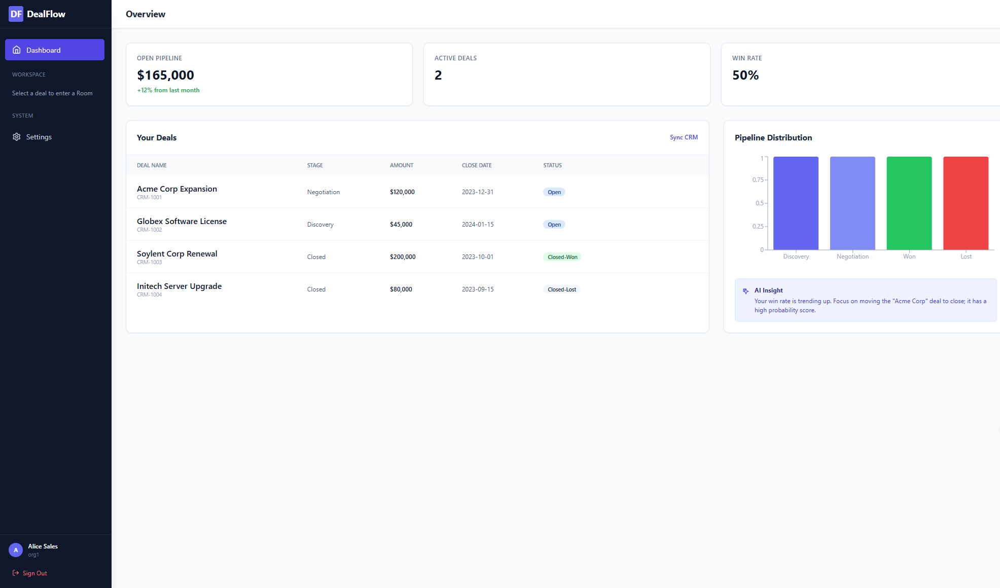 DF DealFlow
Dashboard
WORKSPACE
Select a deal to enter a Room
SYSTEM
Settings
A
Alice Sales
org1
Sign Out
Overview
OPEN PIPELINE
$165,000
+12% from last month
ACTIVE DEALS
2
WIN RATE
50%
Your Deals
Sync CRM
DEAL NAME STAGE AMOUNT CLOSE DATE STATUS
Acme Corp Expansion
CRM-1001
Negotiation $120,000 2023-12-31 Open
Globex Software License
CRM-1002
Discovery $45,000 2024-01-15 Open
Soylent Corp Renewal
CRM-1003
Closed $200,000 2023-10-01 Closed-Won
Initech Server Upgrade
CRM-1004
Closed $80,000 2023-09-15 Closed-Lost
Pipeline Distribution
1
0.75
0.5
0.25
0
Discovery Negotiation Won Lost
AI Insight
Your win rate is trending up. Focus on moving the "Acme Corp" deal to close; it has a
high probability score.